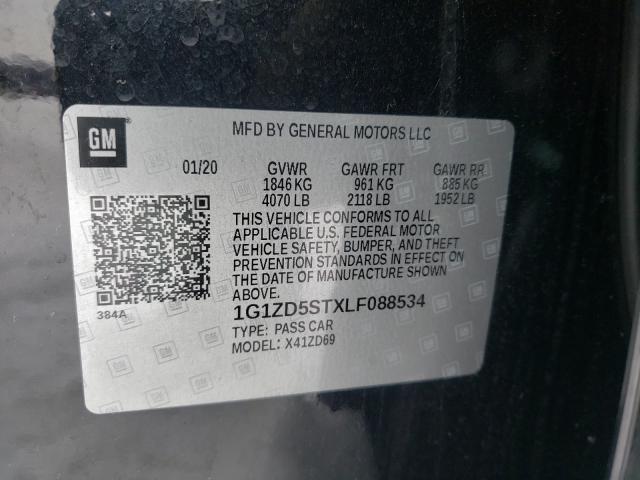 GM
MFD BY GENERAL MOTORS LLC
01/20 GVWR GAWR FRT GAWR RR
1846 KG 961 KG 885 KG
4070 LB 2118 LB 1952 LB
THIS VEHICLE CONFORMS TO ALL
APPLICABLE U.S. FEDERAL MOTOR
VEHICLE SAFETY, BUMPER, AND THEFT
PREVENTION STANDARDS IN EFFECT ON
THE DATE OF MANUFACTURE SHOWN
ABOVE.
384A
1G1ZD5STXLF088534
TYPE: PASS CAR
MODEL: X41ZD69